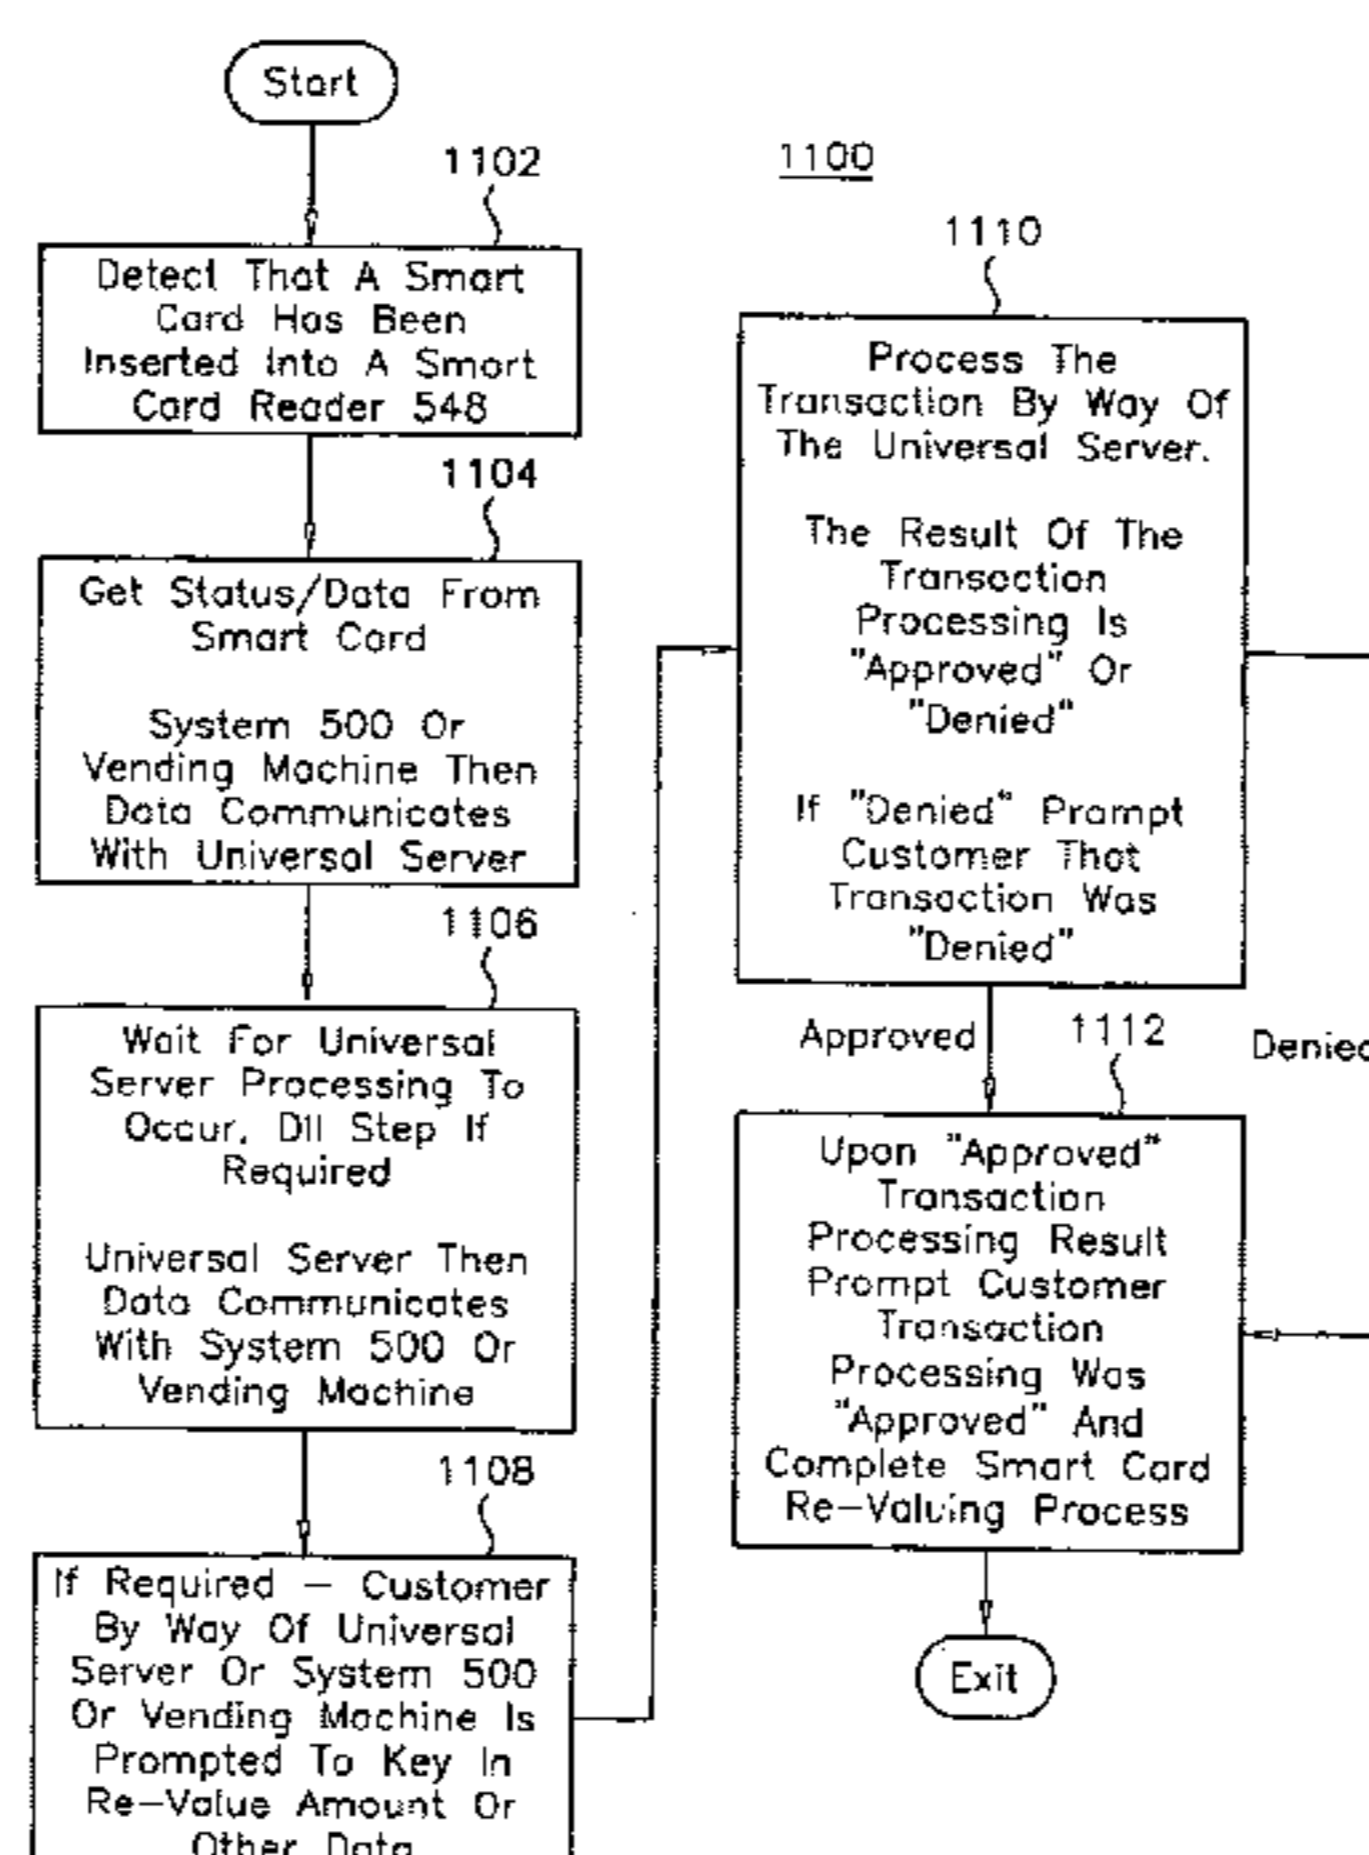 Start
1102
Detect That A Smart
Card Has Been
Inserted Into A Smart
Card Reader 548
1104
Get Status/Data From
Smart Card
System 500 Or
Vending Machine Then
Data Communicates
With Universal Server
1106
Wait For Universal
Server Processing To
Occur, D11 Step If
Required
Universal Server Then
Data Communicates
With System 500 Or
Vending Machine
1108
If Required – Customer
By Way Of Universal
Server Or System 500
Or Vending Machine Is
Prompted To Key In
Re–Value Amount Or
Other Data
1100
1110
Process The
Transaction By Way Of
The Universal Server.
The Result Of The
Transaction
Processing Is
"Approved" Or
"Denied"
If "Denied" Prompt
Customer That
Transaction Was
"Denied"
Approved
1112
Denied
Upon "Approved"
Transaction
Processing Result
Prompt Customer
Transaction
Processing Was
"Approved" And
Complete Smart Card
Re–Valuing Process
Exit